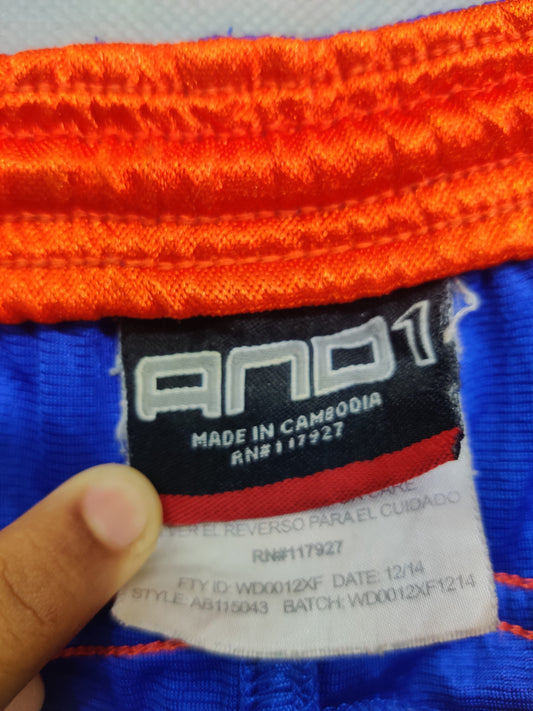 AND1
MADE IN CAMBODIA
RN#117927
CARE
VER EL REVERSO PARA EL CUIDADO
RN#117927
FTY ID: WD0012XF DATE: 12/14
STYLE: AB115043 BATCH: WD0012XF1214